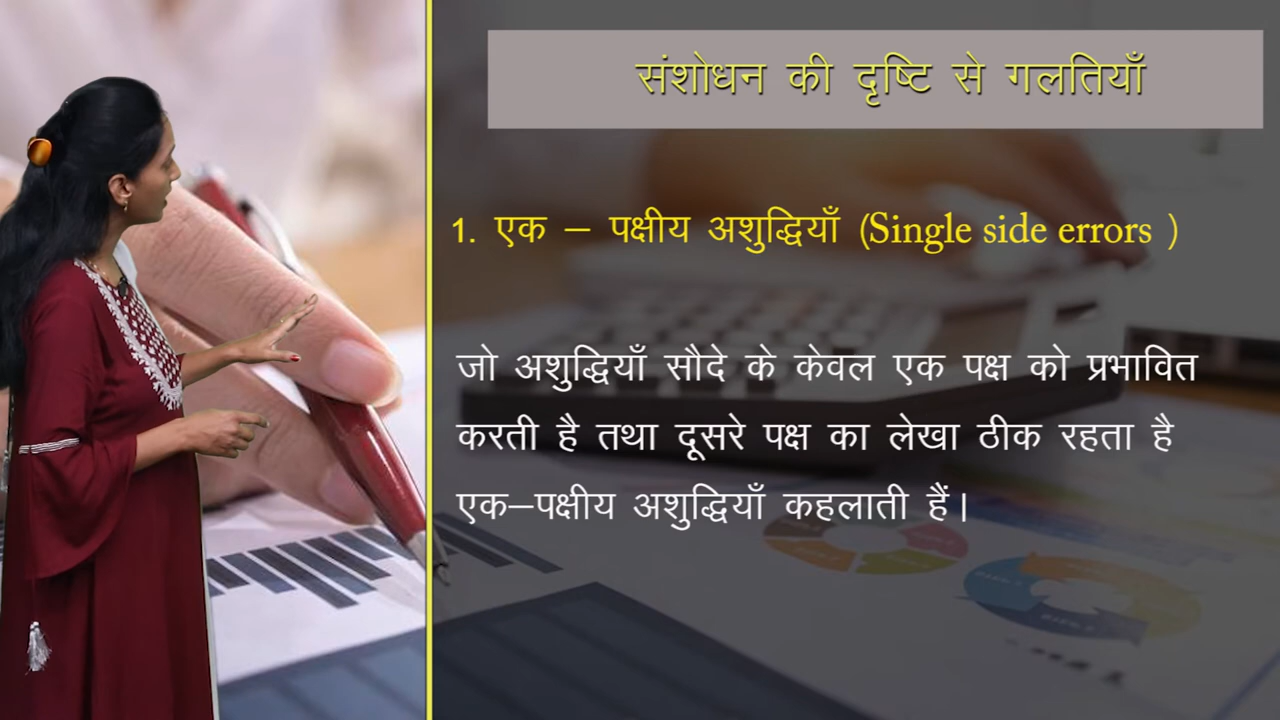 संशोधन की दृष्टि से गलतियाँ
1. एक – पक्षीय अशुद्धियाँ (Single side errors )
जो अशुद्धियाँ सौदे के केवल एक पक्ष को प्रभावित
करती है तथा दूसरे पक्ष का लेखा ठीक रहता है
एक–पक्षीय अशुद्धियाँ कहलाती हैं।